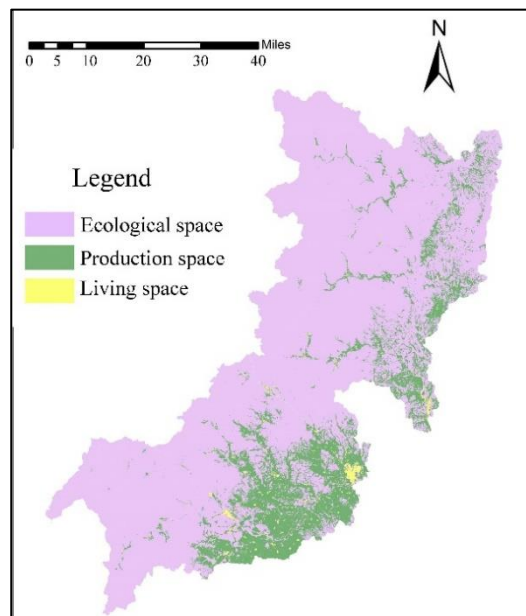 N
Miles
0 5 10 20 30 40
Legend
Ecological space
Production space
Living space